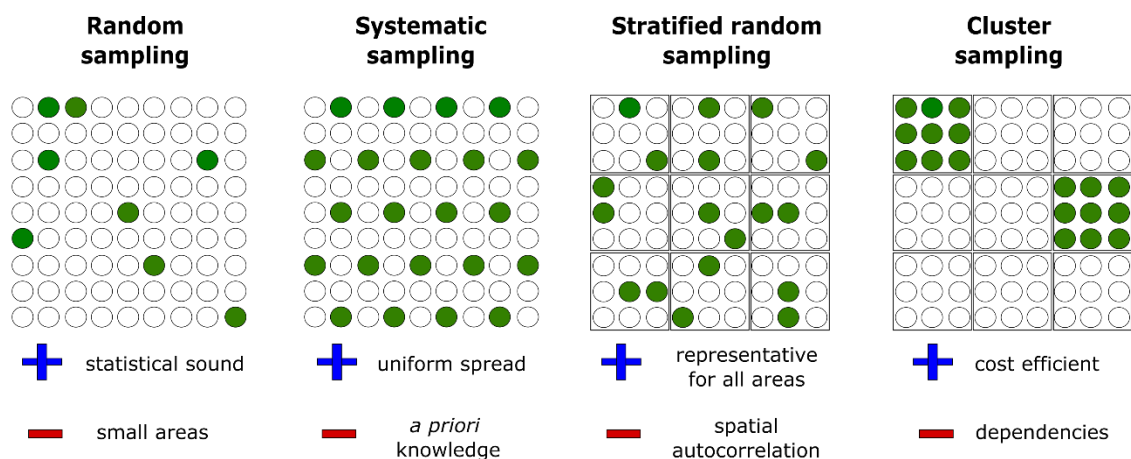 Random
sampling
Systematic
sampling
Stratified random
sampling
Cluster
sampling
statistical sound
uniform spread
representative
for all areas
cost efficient
small areas
a priori
knowledge
spatial
autocorrelation
dependencies